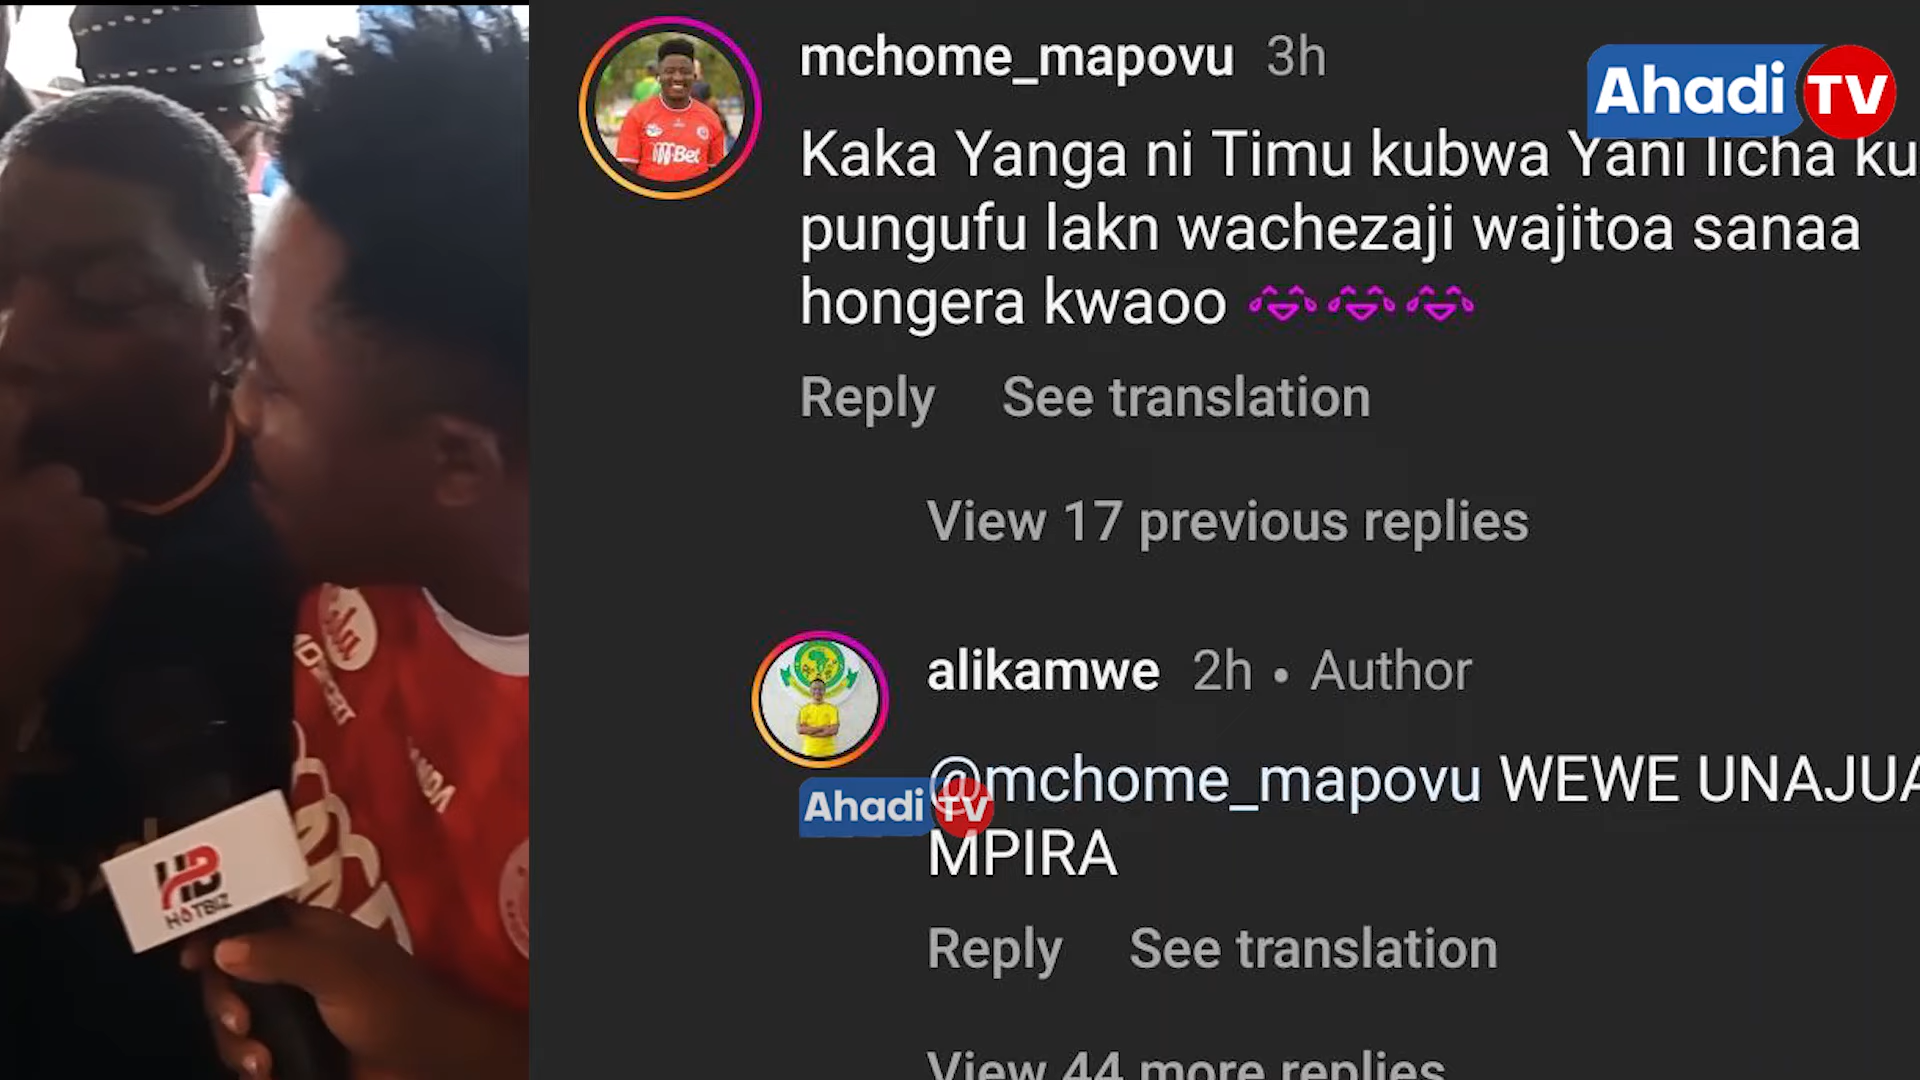 mchome_mapovu 3h
Ahadi TV
Kaka Yanga ni Timu kubwa Yani licha ku
pungufu lakn wachezaji wajitoa sanaa
hongera kwaoo
Reply See translation
View 17 previous replies
alikamwe 2h • Author
@mchome_mapovu WEWE UNAJUA
Ahadi TV
MPIRA
Reply See translation
View 44 more replies
HB
HOTBIZ